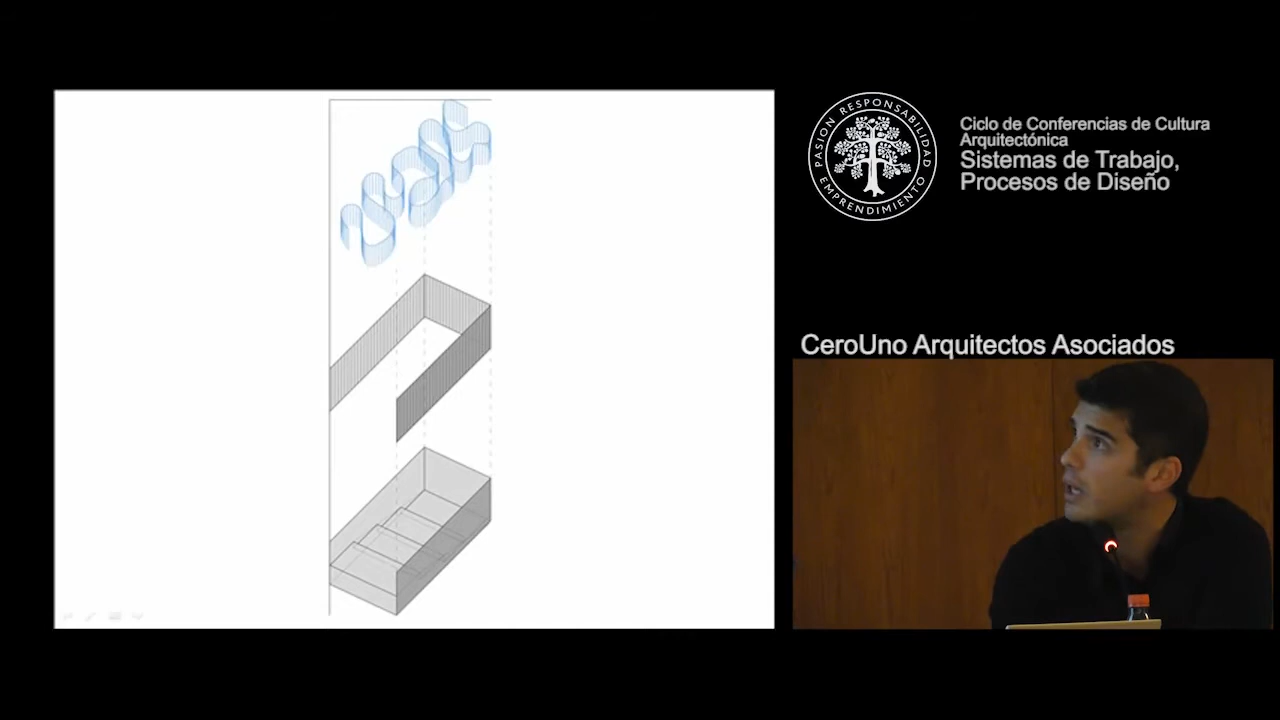 PASION RESPONSABILIDAD
EMPRENDIMIENTO
Ciclo de Conferencias de Cultura
Arquitectónica
Sistemas de Trabajo,
Procesos de Diseño
CeroUno Arquitectos Asociados